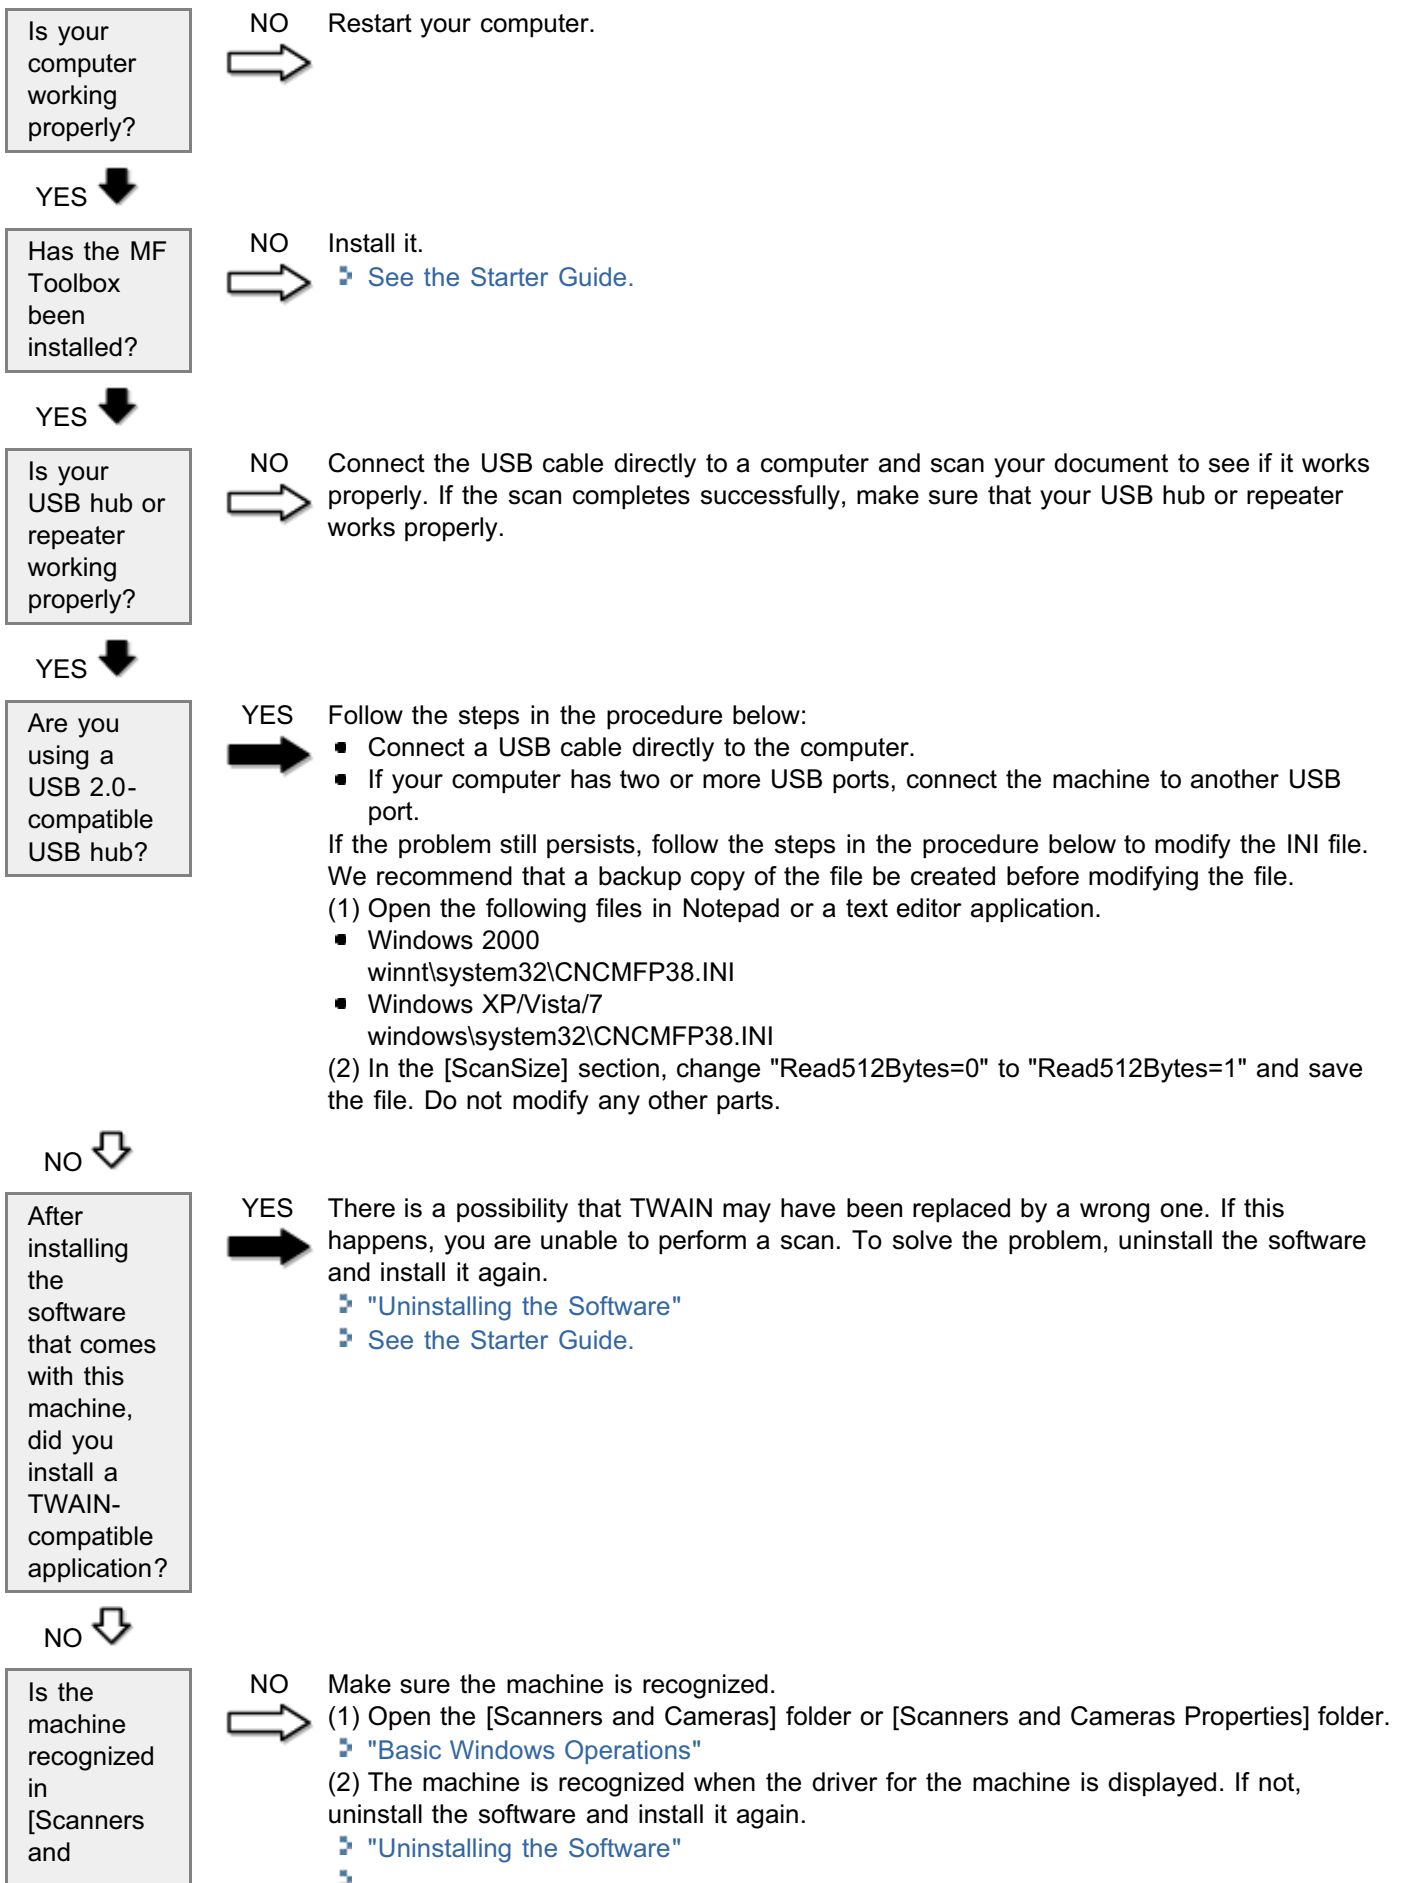 Is your
computer
working
properly?
NO
Restart your computer.
YES
Has the MF
Toolbox
been
installed?
NO
Install it.
See the Starter Guide.
YES
Is your
USB hub or
repeater
working
properly?
NO
Connect the USB cable directly to a computer and scan your document to see if it works
properly. If the scan completes successfully, make sure that your USB hub or repeater
works properly.
YES
Are you
using a
USB 2.0-
compatible
USB hub?
YES
Follow the steps in the procedure below:
Connect a USB cable directly to the computer.
If your computer has two or more USB ports, connect the machine to another USB
port.
If the problem still persists, follow the steps in the procedure below to modify the INI file.
We recommend that a backup copy of the file be created before modifying the file.
(1) Open the following files in Notepad or a text editor application.
Windows 2000
winnt\system32\CNCMFP38.INI
Windows XP/Vista/7
windows\system32\CNCMFP38.INI
(2) In the [ScanSize] section, change "Read512Bytes=0" to "Read512Bytes=1" and save
the file. Do not modify any other parts.
NO
After
installing
the
software
that comes
with this
machine,
did you
install a
TWAIN-
compatible
application?
YES
There is a possibility that TWAIN may have been replaced by a wrong one. If this
happens, you are unable to perform a scan. To solve the problem, uninstall the software
and install it again.
"Uninstalling the Software"
See the Starter Guide.
NO
Is the
machine
recognized
in
[Scanners
and
NO
Make sure the machine is recognized.
(1) Open the [Scanners and Cameras] folder or [Scanners and Cameras Properties] folder.
"Basic Windows Operations"
(2) The machine is recognized when the driver for the machine is displayed. If not,
uninstall the software and install it again.
"Uninstalling the Software"